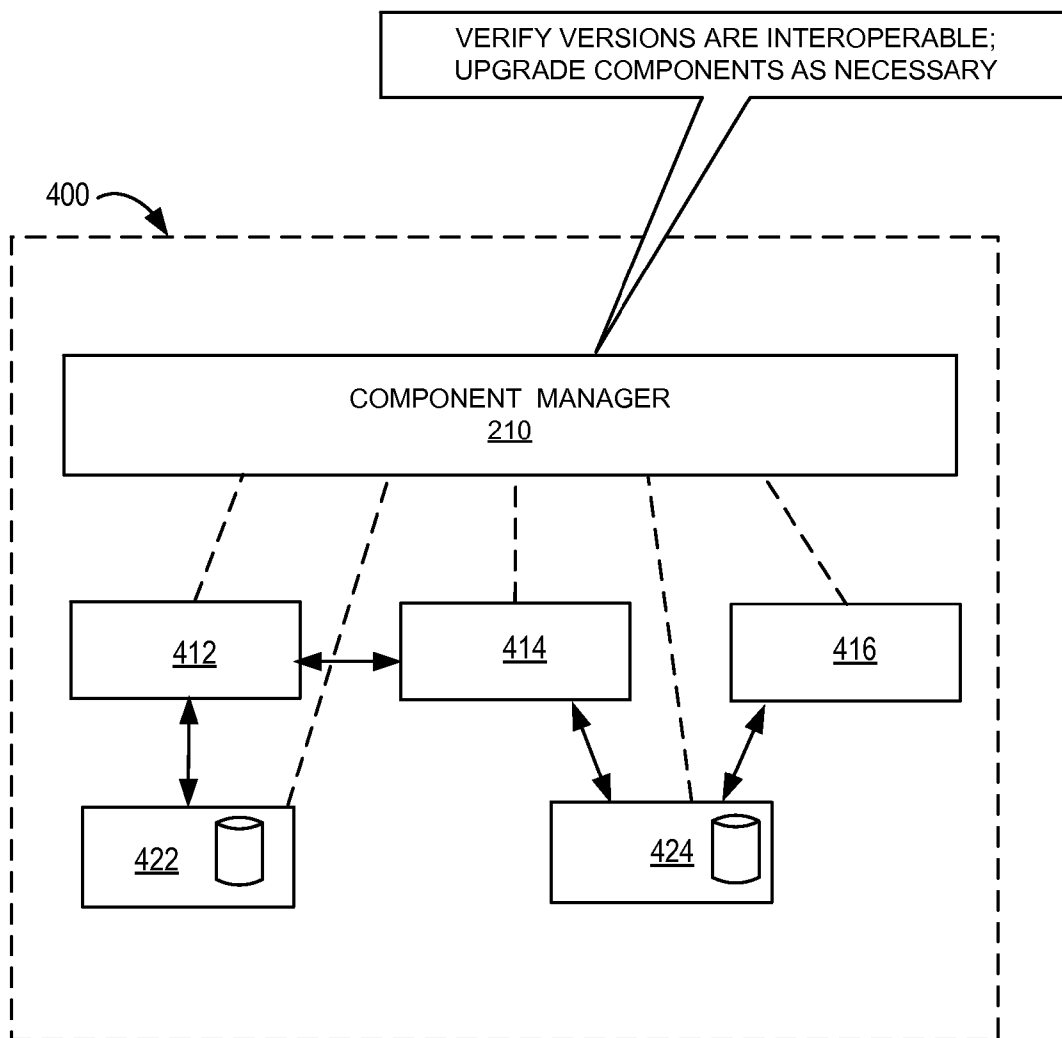 VERIFY VERSIONS ARE INTEROPERABLE;
UPGRADE COMPONENTS AS NECESSARY
400
COMPONENT MANAGER
210
412
414
416
422
424